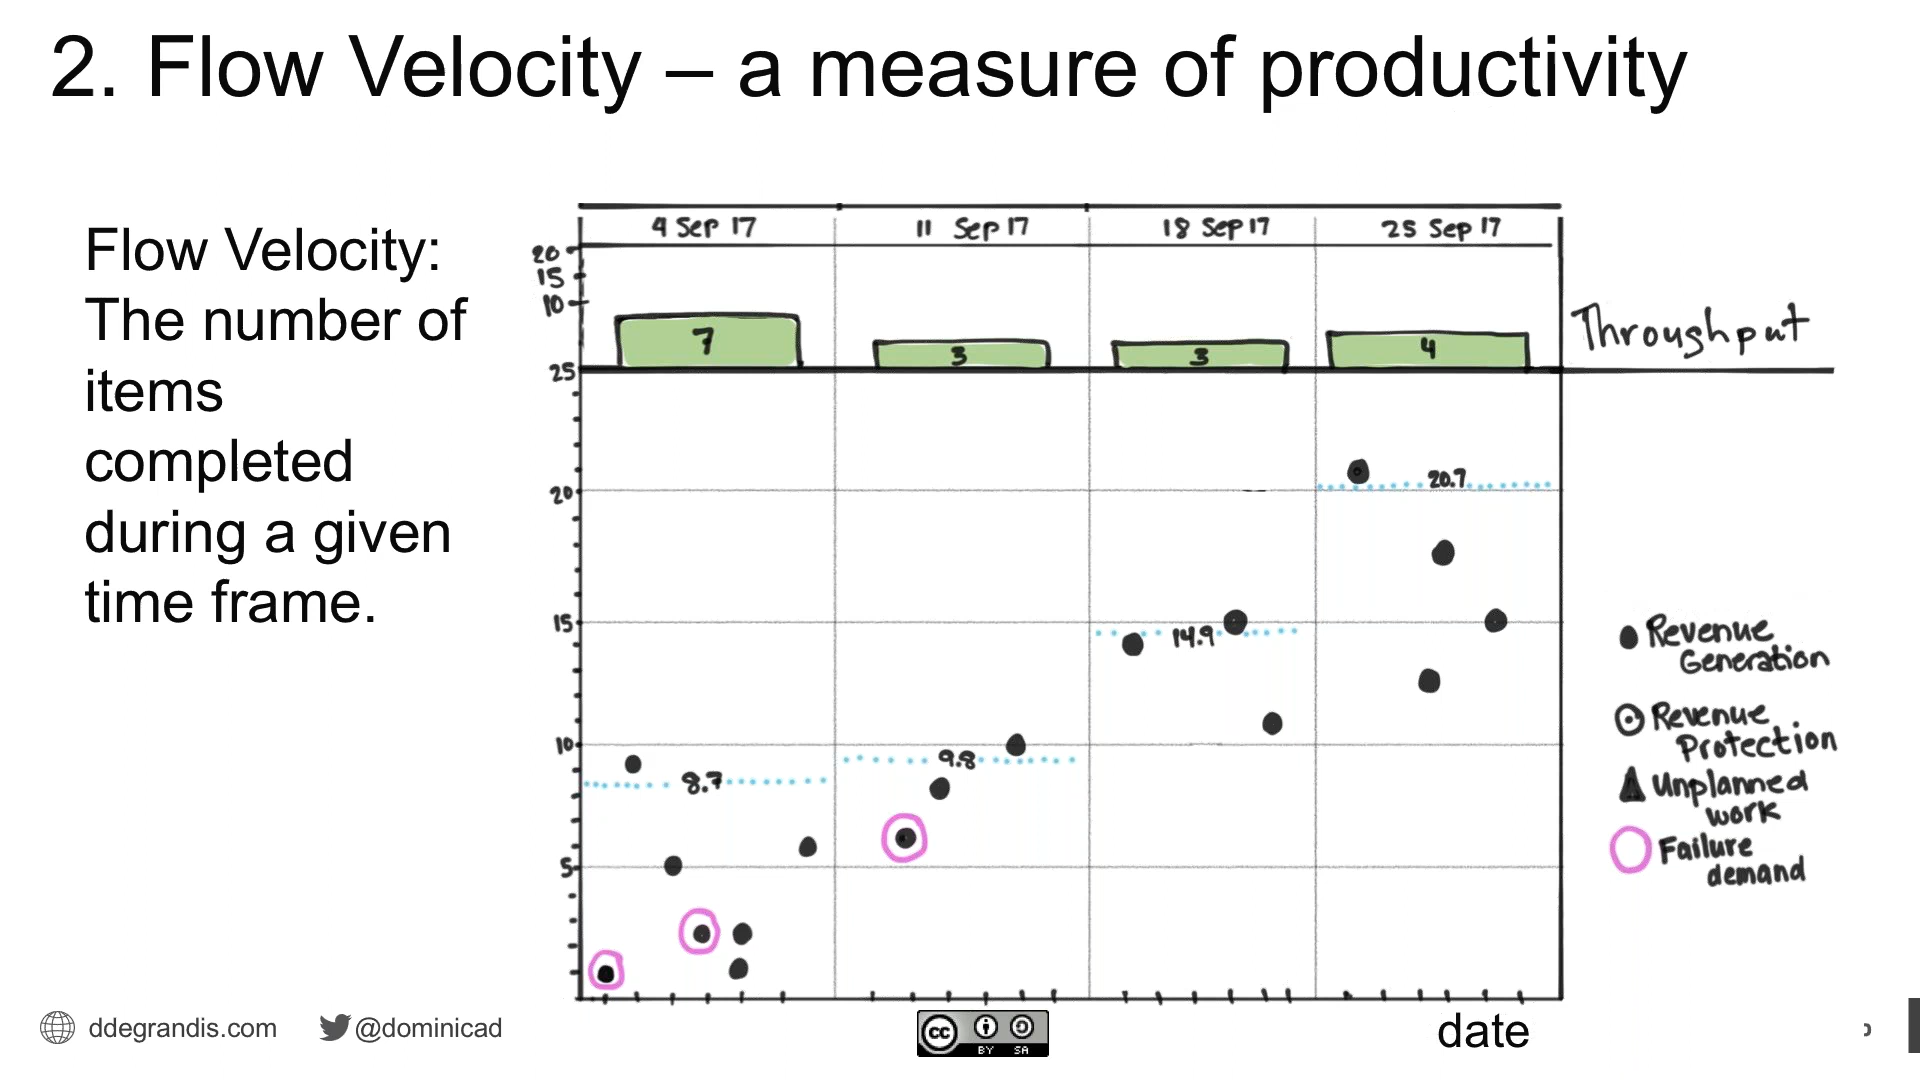 2. Flow Velocity – a measure of productivity
Flow Velocity:
The number of
items
completed
during a given
time frame.
4 Sep 17
11 Sep 17
18 Sep 17
25 Sep 17
20
15
10
7
3
3
4
Throughput
25
20
15
10
5
20.7
14.9
9.8
8.7
Revenue
Generation
Revenue
Protection
Unplanned
work
Failure
demand
date
ddegrandis.com
@dominicad
cc
BY SA